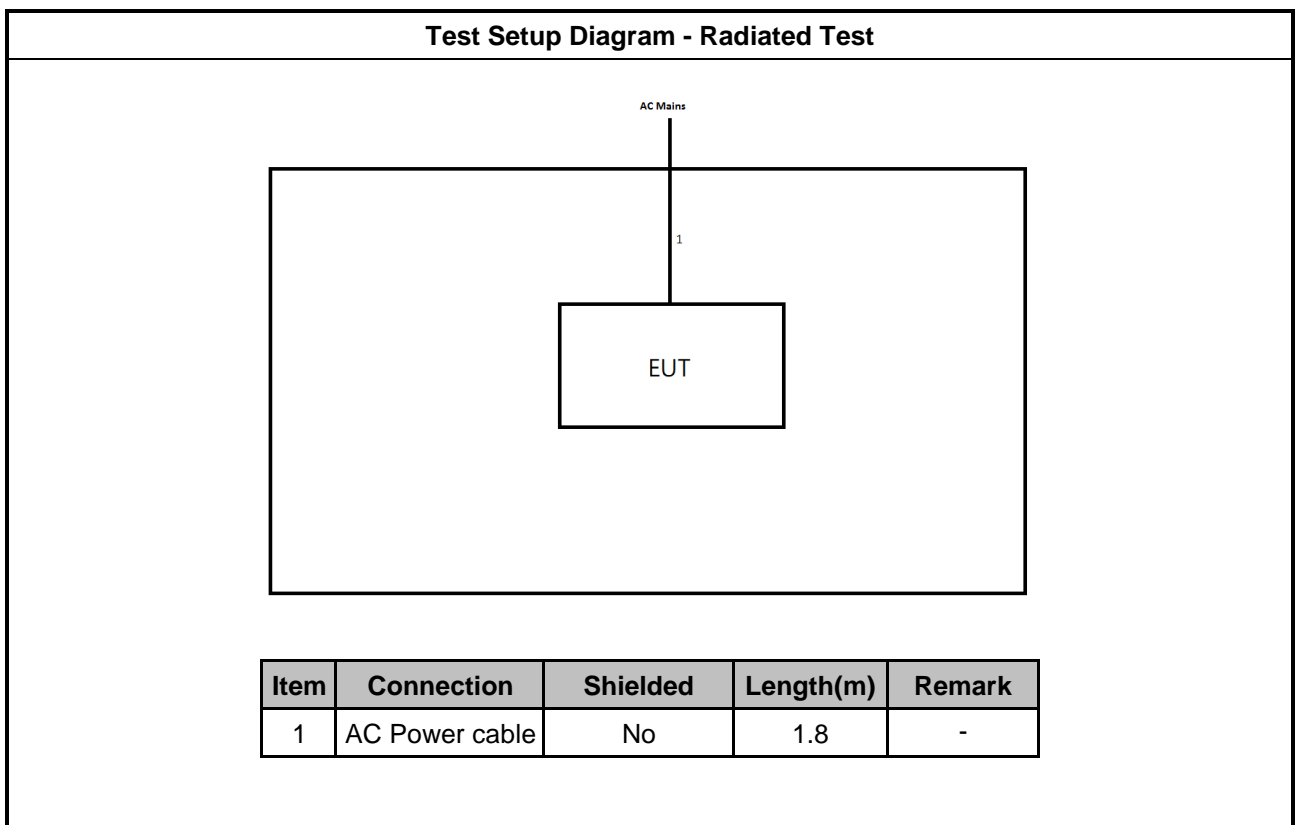 Test Setup Diagram - Radiated Test
AC Mains
1
EUT
Item Connection Shielded Length(m) Remark
1 AC Power cable No 1.8 -